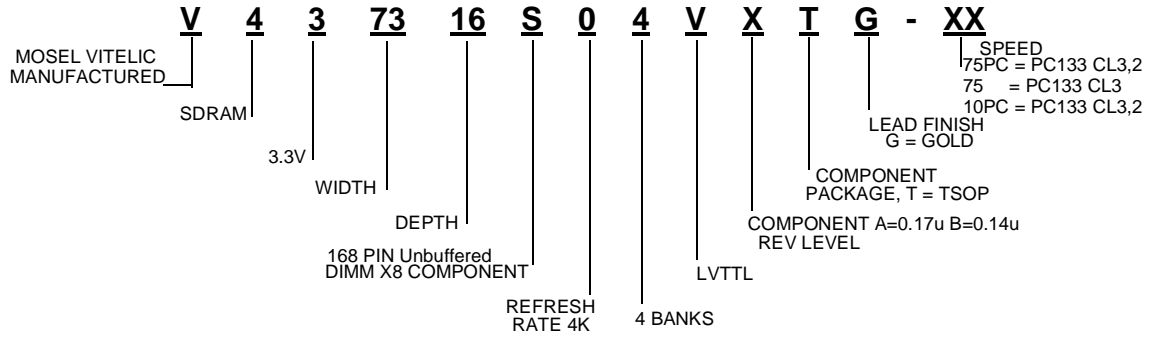 V 4 3 73 16 S 0 4 V X T G - XX
MOSEL VITELIC
MANUFACTURED
SDRAM
3.3V
WIDTH
DEPTH
168 PIN Unbuffered
DIMM X8 COMPONENT
REFRESH
RATE 4K
4 BANKS
LVTTL
COMPONENT A=0.17u B=0.14u
REV LEVEL
COMPONENT
PACKAGE, T = TSOP
LEAD FINISH
G = GOLD
SPEED
75PC = PC133 CL3,2
75 = PC133 CL3
10PC = PC133 CL3,2